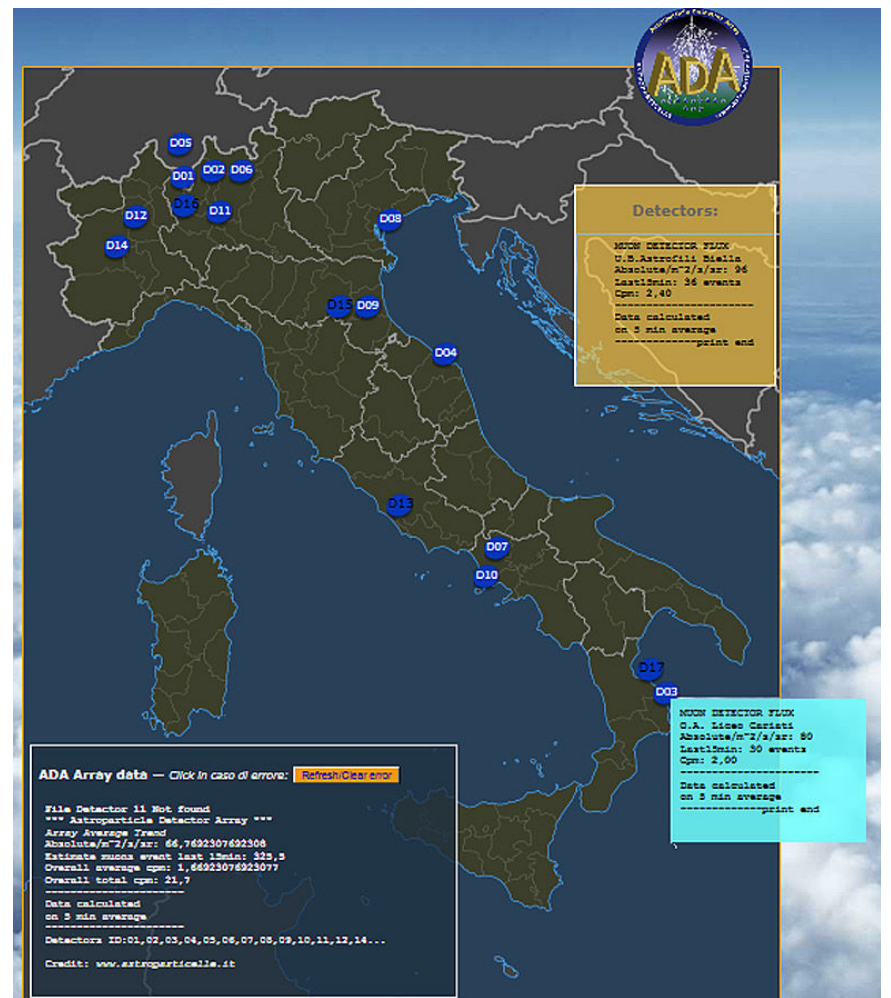 ADA
D05
D01
D02
D06
D16
D11
D12
D14
D08
D15
D09
D04
D13
D07
D10
D17
D03
Detectors:
MUON DETECTOR FLUX
U.B.Astrofili Biella
Absolute/m^2/s/sr: 96
Last15min: 36 events
Cpm: 2,40
----------------------
Data calculated
on 5 min average
-------------print end
MUON DETECTOR FLUX
O.A. Liceo Cariati
Absolute/m^2/s/sr: 80
Last15min: 30 events
Cpm: 2,00
----------------------
Data calculated
on 5 min average
-------------print end
ADA Array data — Click in caso di errore: Refresh/Clear error
File Detector 11 Not found
*** Astroparticle Detector Array ***
Array Average Trend
Absolute/m^2/s/sr: 66,7692307692308
Estimate muons event last 15min: 325,5
Overall average cpm: 1,66923076923077
Overall total cpm: 21,7
----------------------
Data calculated
on 5 min average
----------------------
Detectors ID:01,02,03,04,05,06,07,08,09,10,11,12,14...
Credit: www.astroparticelle.it